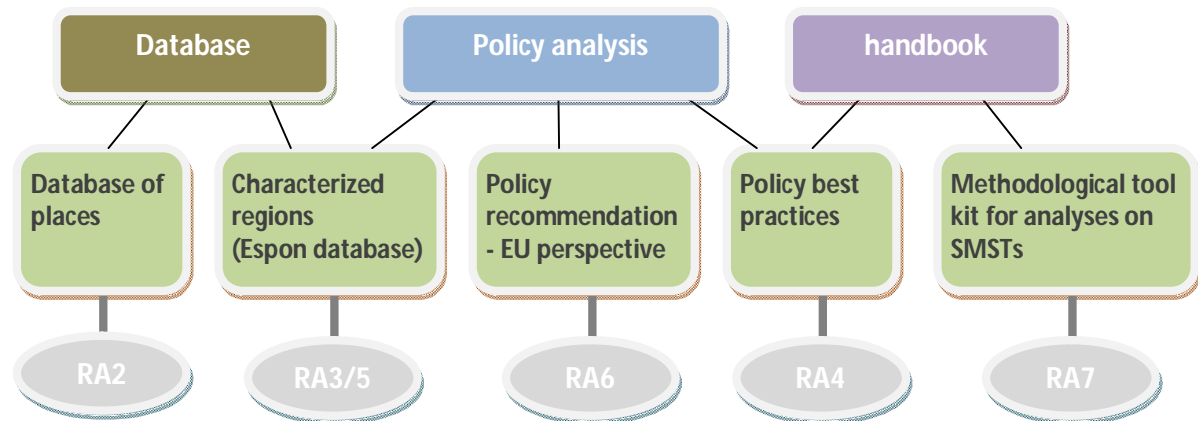 Database
Policy analysis
handbook
Database of
places
Characterized
regions
(Espon database)
Policy
recommendation
- EU perspective
Policy best
practices
Methodological tool
kit for analyses on
SMSTs
RA2
RA3/5
RA6
RA4
RA7